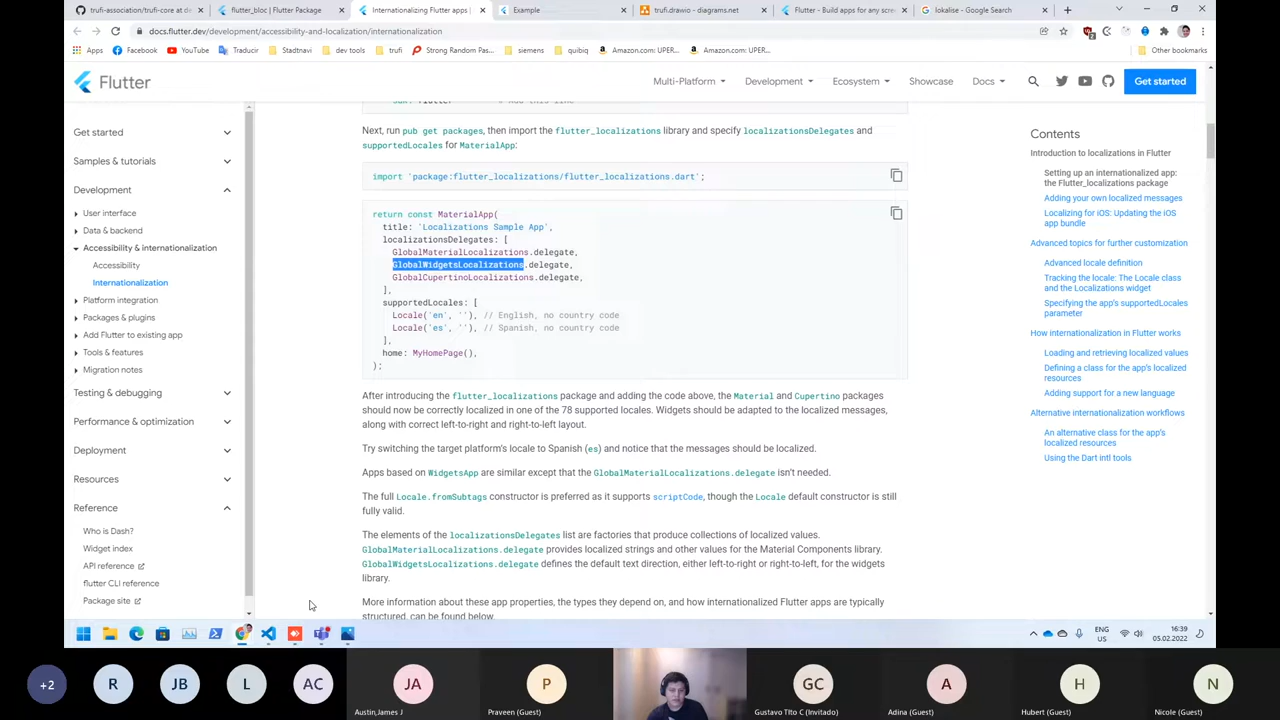 trufi-association/trufi-core at de
flutter_bloc | Flutter Package
Internationalizing Flutter apps |
Example
trufi.drawio - diagrams.net
Flutter - Build apps for any scre
lokalise - Google Search
docs.flutter.dev/development/accessibility-and-localization/internationalization
Apps
Facebook
YouTube
Traducir
Stadtnavi
dev tools
trufi
Strong Random Pas...
siemens
quibiq
Amazon.com: UPER...
Amazon.com: UPER...
Other bookmarks
Flutter
Multi-Platform
Development
Ecosystem
Showcase
Docs
Get started
Get started
Samples & tutorials
Development
User interface
Data & backend
Accessibility & internationalization
Accessibility
Internationalization
Platform integration
Packages & plugins
Add Flutter to existing app
Tools & features
Migration notes
Testing & debugging
Performance & optimization
Deployment
Resources
Reference
Who is Dash?
Widget index
API reference
flutter CLI reference
Package site
Next, run pub get packages, then import the flutter_localizations library and specify localizationsDelegates and
supportedLocales for MaterialApp:
import 'package:flutter_localizations/flutter_localizations.dart';
return const MaterialApp(
title: 'Localizations Sample App',
localizationsDelegates: [
GlobalMaterialLocalizations.delegate,
GlobalWidgetsLocalizations.delegate,
GlobalCupertinoLocalizations.delegate,
],
supportedLocales: [
Locale('en', ''), // English, no country code
Locale('es', ''), // Spanish, no country code
],
home: MyHomePage(),
);
After introducing the flutter_localizations package and adding the code above, the Material and Cupertino packages
should now be correctly localized in one of the 78 supported locales. Widgets should be adapted to the localized messages,
along with correct left-to-right and right-to-left layout.
Try switching the target platform's locale to Spanish (es) and notice that the messages should be localized.
Apps based on WidgetsApp are similar except that the GlobalMaterialLocalizations.delegate isn't needed.
The full Locale.fromSubtags constructor is preferred as it supports scriptCode, though the Locale default constructor is still
fully valid.
The elements of the localizationsDelegates list are factories that produce collections of localized values.
GlobalMaterialLocalizations.delegate provides localized strings and other values for the Material Components library.
GlobalWidgetsLocalizations.delegate defines the default text direction, either left-to-right or right-to-left, for the widgets
library.
More information about these app properties, the types they depend on, and how internationalized Flutter apps are typically
structured, can be found below.
Contents
Introduction to localizations in Flutter
Setting up an internationalized app:
the Flutter_localizations package
Adding your own localized messages
Localizing for iOS: Updating the iOS
app bundle
Advanced topics for further customization
Advanced locale definition
Tracking the locale: The Locale class
and the Localizations widget
Specifying the app's supportedLocales
parameter
How internationalization in Flutter works
Loading and retrieving localized values
Defining a class for the app's localized
resources
Adding support for a new language
Alternative internationalization workflows
An alternative class for the app's
localized resources
Using the Dart intl tools
ENG
US
16:39
05.02.2022
+2
R
JB
L
AC
JA
Austin,James J
P
Praveen (Guest)
GC
Gustavo TIto C (Invitado)
A
Adina (Guest)
H
Hubert (Guest)
N
Nicole (Guest)